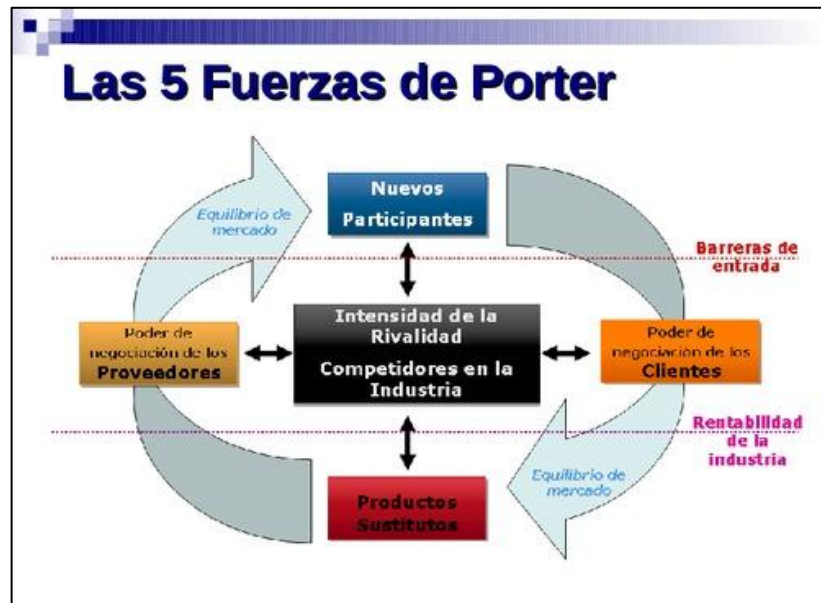 Las 5 Fuerzas de Porter
Nuevos
Participantes
Equilibrio de
mercado
Barreras de
entrada
Intensidad de la
Rivalidad
Competidores en la
Industria
Poder de
negociación de los
Proveedores
Poder de
negociación de los
Clientes
Rentabilidad
de la
industria
Equilibrio de
mercado
Productos
Sustitutos